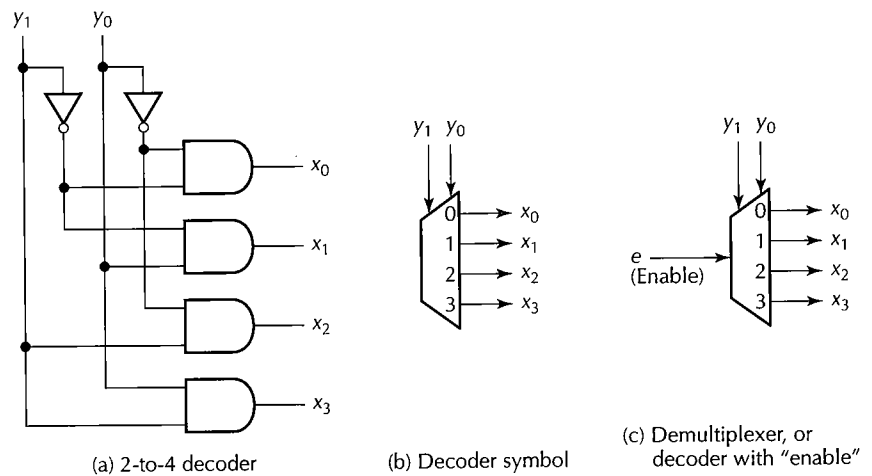 y1 y0
x0
x1
x2
x3
(a) 2-to-4 decoder
y1 y0
0 x0
1 x1
2 x2
3 x3
(b) Decoder symbol
y1 y0
e
(Enable)
0 x0
1 x1
2 x2
3 x3
(c) Demultiplexer, or
decoder with “enable”